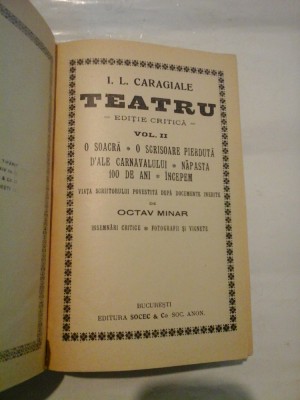 I. L. CARAGIALE
TEATRU
– EDIȚIE CRITICĂ –
VOL. II
O SOACRĂ * O SCRISOARE PIERDUTĂ
D'ALE CARNAVALULUI * NĂPASTA
100 DE ANI * ÎNCEPEM
VIAȚA SCRIITORULUI POVESTITĂ DUPĂ DOCUMENTE INEDITE
DE
OCTAV MINAR
INSEMNĂRI CRITICE * FOTOGRAFII ȘI VIGNETE
BUCUREȘTI
EDITURA SOCEC & Co SOC. ANON.